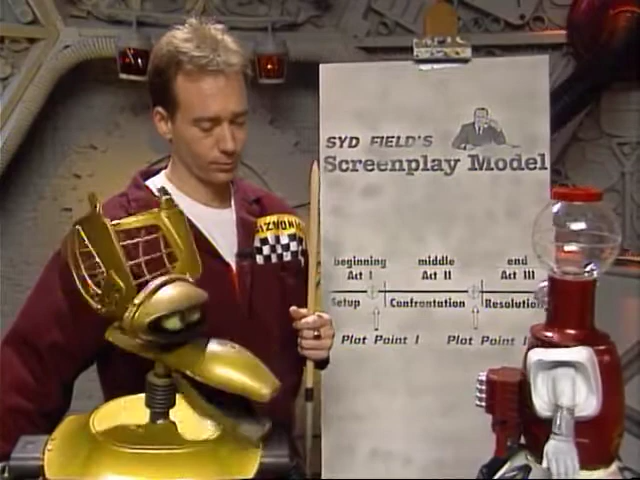 SYD FIELD'S
Screenplay Model
beginning middle end
Act I Act II Act III
Setup Confrontation Resolution
Plot Point I Plot Point I